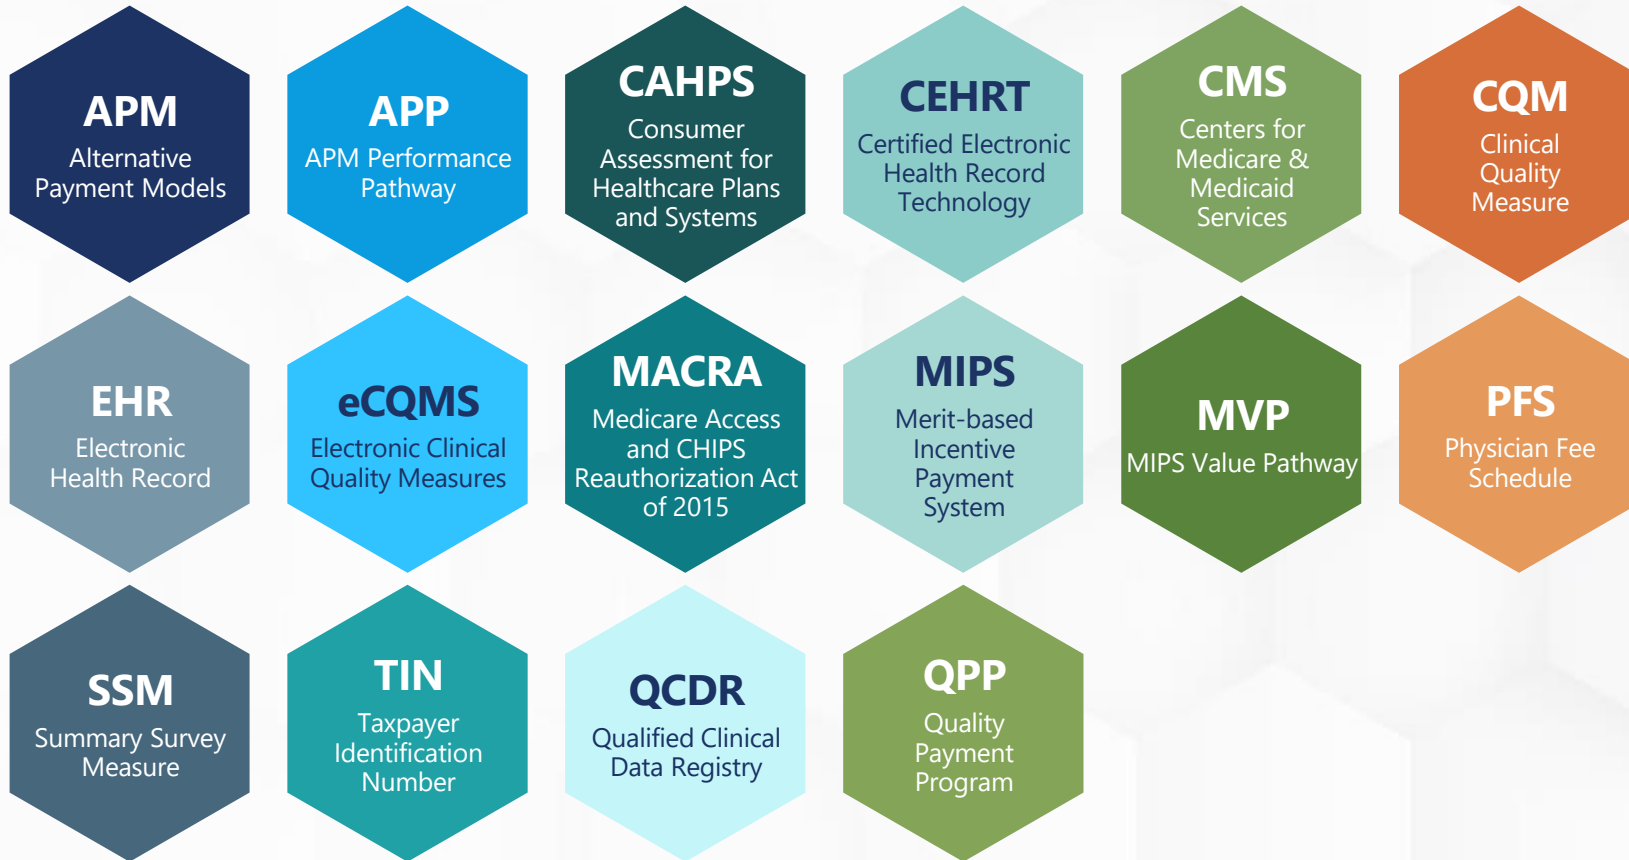 APM
Alternative
Payment Models
APP
APM Performance
Pathway
CAHPS
Consumer
Assessment for
Healthcare Plans
and Systems
CEHRT
Certified Electronic
Health Record
Technology
CMS
Centers for
Medicare &
Medicaid
Services
CQM
Clinical
Quality
Measure
EHR
Electronic
Health Record
eCQMS
Electronic Clinical
Quality Measures
MACRA
Medicare Access
and CHIPS
Reauthorization Act
of 2015
MIPS
Merit-based
Incentive
Payment
System
MVP
MIPS Value Pathway
PFS
Physician Fee
Schedule
SSM
Summary Survey
Measure
TIN
Taxpayer
Identification
Number
QCDR
Qualified Clinical
Data Registry
QPP
Quality
Payment
Program